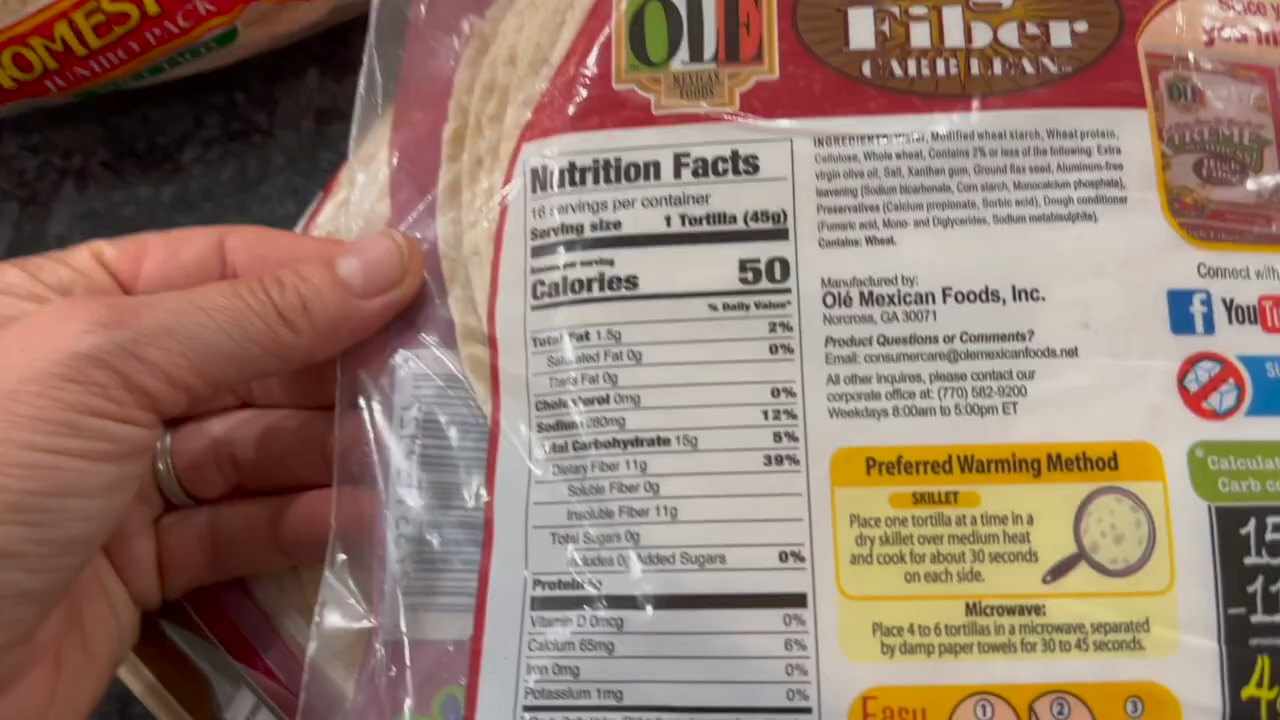 HOMEST
JUMBO PACK
OLÉ
MEXICAN
FOODS
Fiber
CARB LEAN
OLÉ
Nutrition Facts
16 servings per container
Serving size 1 Tortilla (45g)
Amount per serving
Calories 50
% Daily Value*
Total Fat 1.5g 2%
Saturated Fat 0g 0%
Trans Fat 0g
Cholesterol 0mg 0%
Sodium 280mg 12%
Total Carbohydrate 15g 5%
Dietary Fiber 11g 39%
Soluble Fiber 0g
Insoluble Fiber 11g
Total Sugars 0g
Includes 0g Added Sugars 0%
Protein
Vitamin D 0mcg 0%
Calcium 65mg 6%
Iron 0mg 0%
Potassium 1mg 0%
INGREDIENTS: Water, Modified wheat starch, Wheat protein,
Cellulose, Whole wheat, Contains 2% or less of the following: Extra
virgin olive oil, Salt, Xanthan gum, Ground flax seed, Aluminum-free
leavening (Sodium bicarbonate, Corn starch, Monocalcium phosphate),
Preservatives (Calcium propionate, Sorbic acid), Dough conditioner
(Fumaric acid, Mono- and Diglycerides, Sodium metabisulphite).
Contains: Wheat.
Manufactured by:
Olé Mexican Foods, Inc.
Norcross, GA 30071
Product Questions or Comments?
Email: consumercare@olemexicanfoods.net
All other inquires, please contact our
corporate office at: (770) 582-9200
Weekdays 8:00am to 5:00pm ET
Preferred Warming Method
SKILLET
Place one tortilla at a time in a
dry skillet over medium heat
and cook for about 30 seconds
on each side.
Microwave:
Place 4 to 6 tortillas in a microwave, separated
by damp paper towels for 30 to 45 seconds.
Easy
1 2 3
Connect with
f You
*Calculat
Carb co
15
-11
4